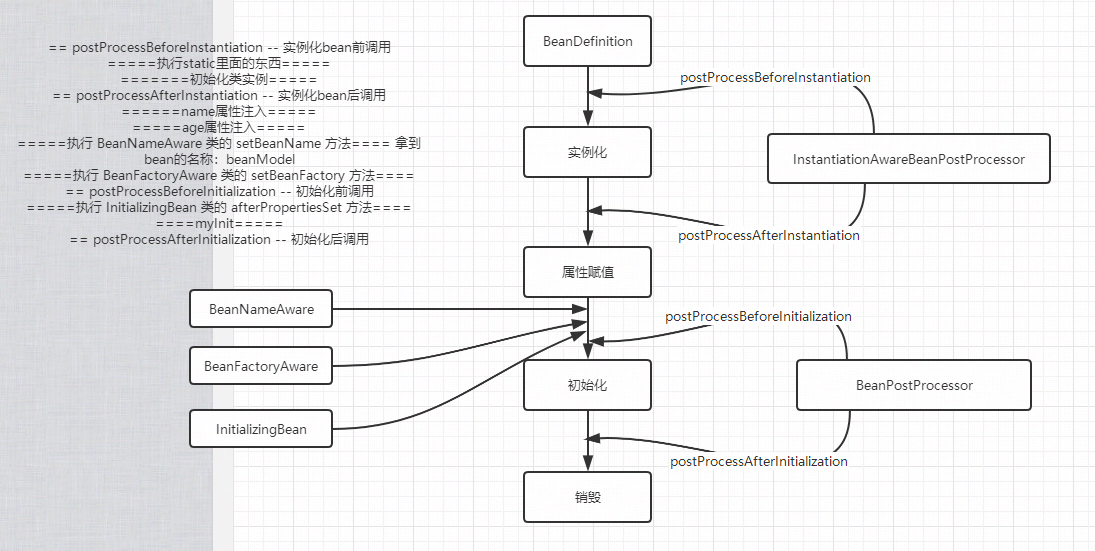 == postProcessBeforeInstantiation -- 实例化bean前调用
=====执行static里面的东西=====
=======初始化类实例=====
== postProcessAfterInstantiation -- 实例化bean后调用
======name属性注入=====
=====age属性注入=====
=====执行 BeanNameAware 类的 setBeanName 方法==== 拿到
bean的名称：beanModel
=====执行 BeanFactoryAware 类的 setBeanFactory 方法====
== postProcessBeforeInitialization -- 初始化前调用
=====执行 InitializingBean 类的 afterPropertiesSet 方法====
====myInit=====
== postProcessAfterInitialization -- 初始化后调用
BeanDefinition
postProcessBeforeInstantiation
实例化
InstantiationAwareBeanPostProcessor
postProcessAfterInstantiation
属性赋值
BeanNameAware
postProcessBeforeInitialization
BeanFactoryAware
初始化
BeanPostProcessor
InitializingBean
postProcessAfterInitialization
销毁